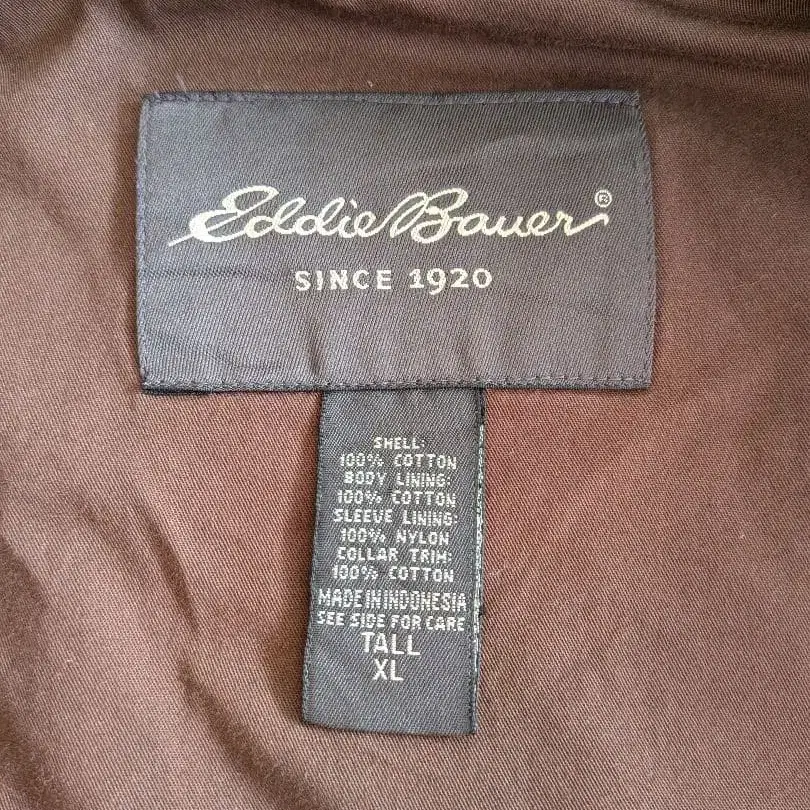 Eddie Bauer®
SINCE 1920
SHELL:
100% COTTON
BODY LINING:
100% COTTON
SLEEVE LINING:
100% NYLON
COLLAR TRIM:
100% COTTON
MADE IN INDONESIA
SEE SIDE FOR CARE
TALL
XL